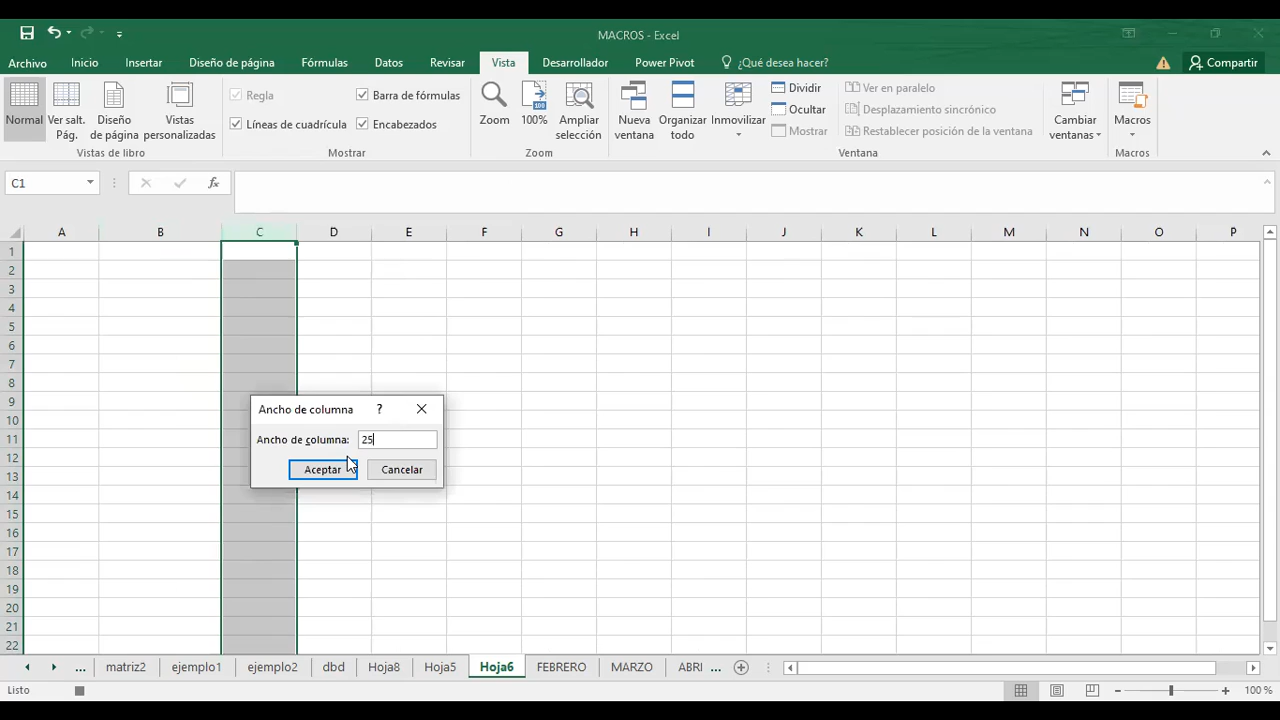 MACROS - Excel
Archivo Inicio Insertar Diseño de página Fórmulas Datos Revisar Vista Desarrollador Power Pivot ¿Qué desea hacer? Compartir
Normal Ver salt. Pág. Diseño de página Vistas personalizadas
Regla Barra de fórmulas
Líneas de cuadrícula Encabezados
Zoom 100% Ampliar selección
Nueva ventana Organizar todo Inmovilizar
Dividir
Ocultar
Mostrar
Ver en paralelo
Desplazamiento sincrónico
Restablecer posición de la ventana
Cambiar ventanas Macros
Vistas de libro Mostrar Zoom Ventana Macros
C1 fx
A B C D E F G H I J K L M N O P
1
2
3
4
5
6
7
8
9
10
11
12
13
14
15
16
17
18
19
20
21
22
Ancho de columna ?
Ancho de columna: 25
Aceptar Cancelar
... matriz2 ejemplo1 ejemplo2 dbd Hoja8 Hoja5 Hoja6 FEBRERO MARZO ABRI ...
Listo 100 %